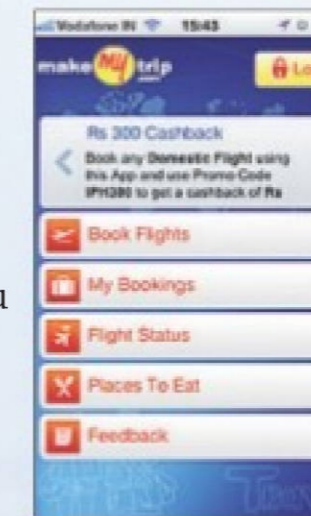 Vodafone IN 15:43
make My trip
Lo
Rs 300 Cashback
Book any Domestic Flight using
this App and use Promo Code
to get a cashback of Rs
Book Flights
My Bookings
u
Flight Status
Places To Eat
Feedback